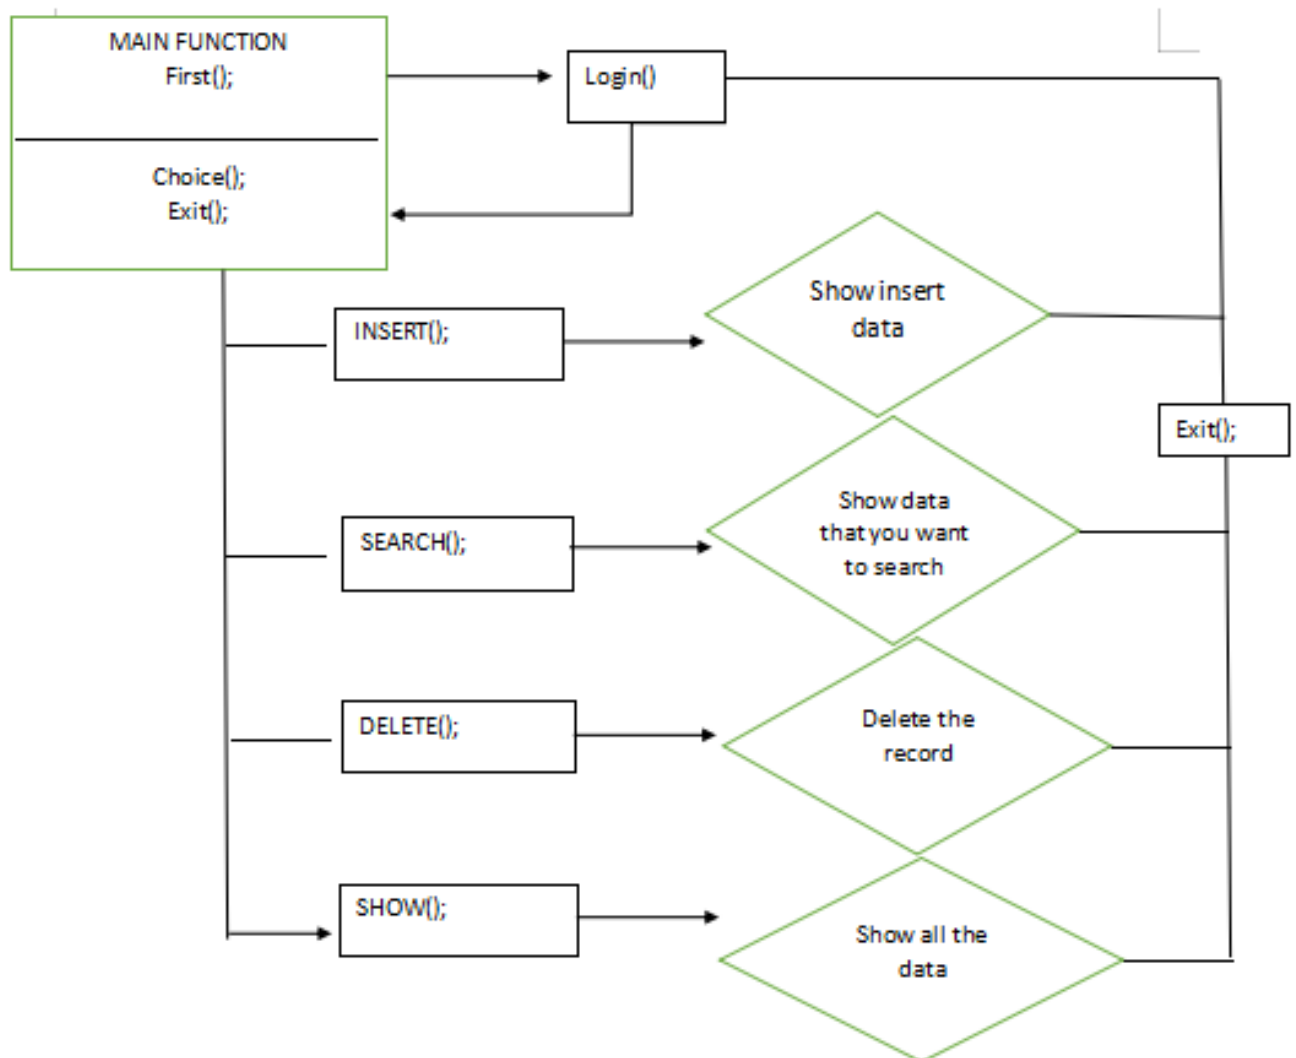 MAIN FUNCTION
First();
Choice();
Exit();
Login()
INSERT();
Show insert
data
Exit();
SEARCH();
Show data
that you want
to search
DELETE();
Delete the
record
SHOW();
Show all the
data